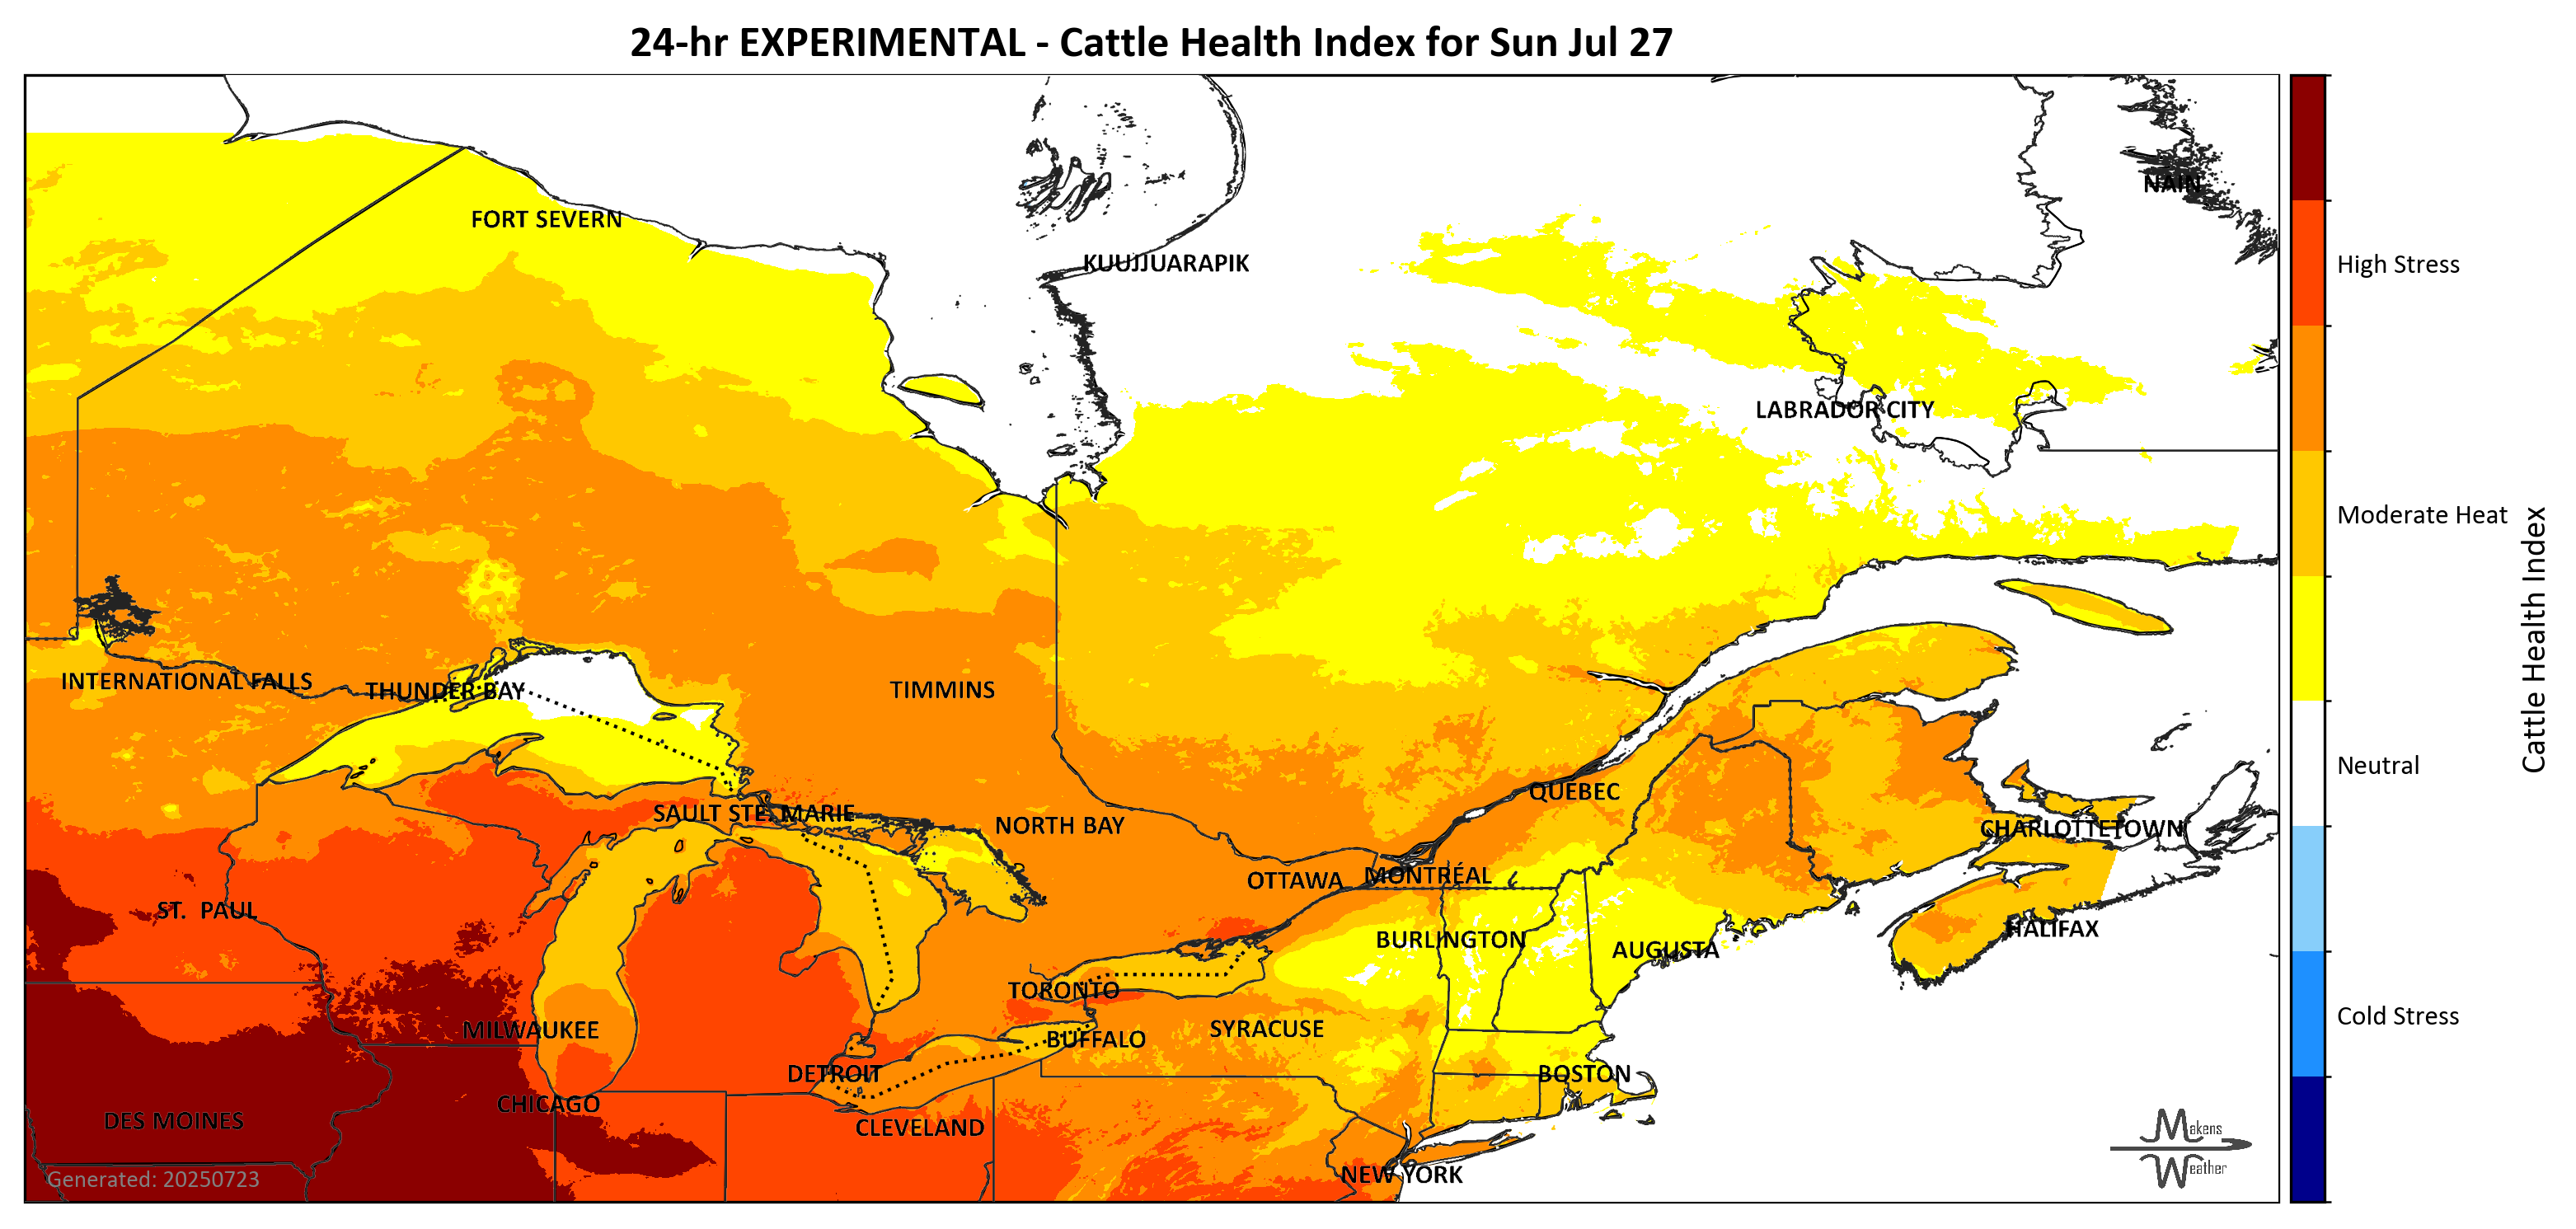 24-hr EXPERIMENTAL - Cattle Health Index for Sun Jul 27
NAIN
FORT SEVERN
KUUJJUARAPIK
High Stress
LABRADOR CITY
Moderate Heat
Cattle Health Index
INTERNATIONAL FALLS
THUNDER BAY
TIMMINS
Neutral
QUEBEC
SAULT STE. MARIE
NORTH BAY
CHARLOTTETOWN
OTTAWA
MONTRÉAL
ST. PAUL
BURLINGTON
AUGUSTA
HALIFAX
TORONTO
Cold Stress
MILWAUKEE
SYRACUSE
BUFFALO
DETROIT
BOSTON
CHICAGO
DES MOINES
CLEVELAND
Makens
Weather
NEW YORK
Generated: 20250723